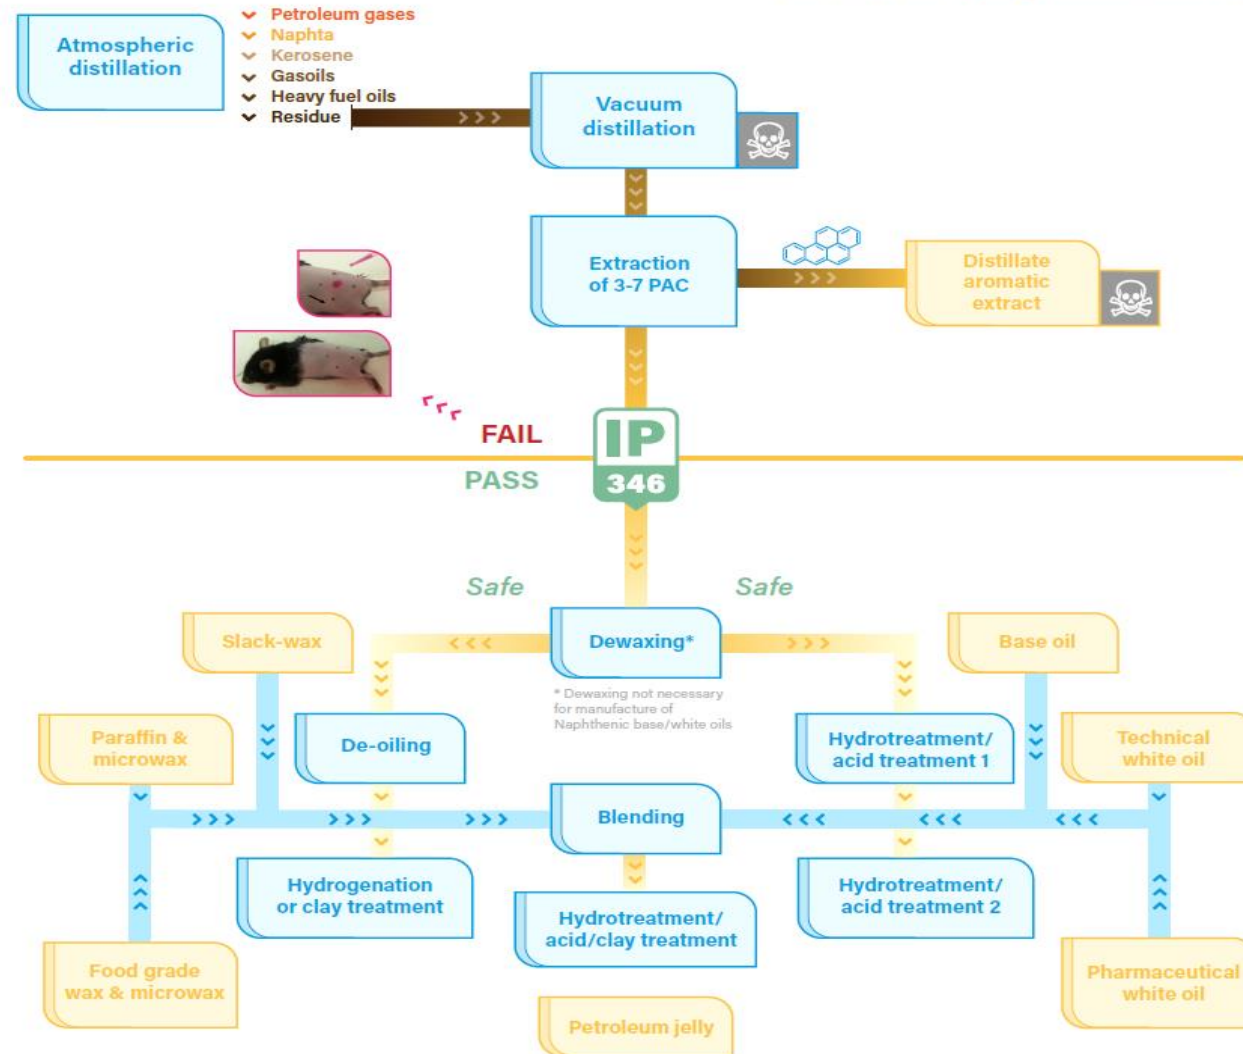 Petroleum gases
Naphta
Kerosene
Gasoils
Heavy fuel oils
Residue
Atmospheric
distillation
Vacuum
distillation
Extraction
of 3-7 PAC
Distillate
aromatic
extract
FAIL
IP
346
PASS
Safe
Safe
Slack-wax
Dewaxing*
Base oil
* Dewaxing not necessary
for manufacture of
Naphthenic base/white oils
Paraffin &
microwax
De-oiling
Hydrotreatment/
acid treatment 1
Technical
white oil
Blending
Hydrogenation
or clay treatment
Hydrotreatment/
acid/clay treatment
Hydrotreatment/
acid treatment 2
Food grade
wax & microwax
Pharmaceutical
white oil
Petroleum jelly